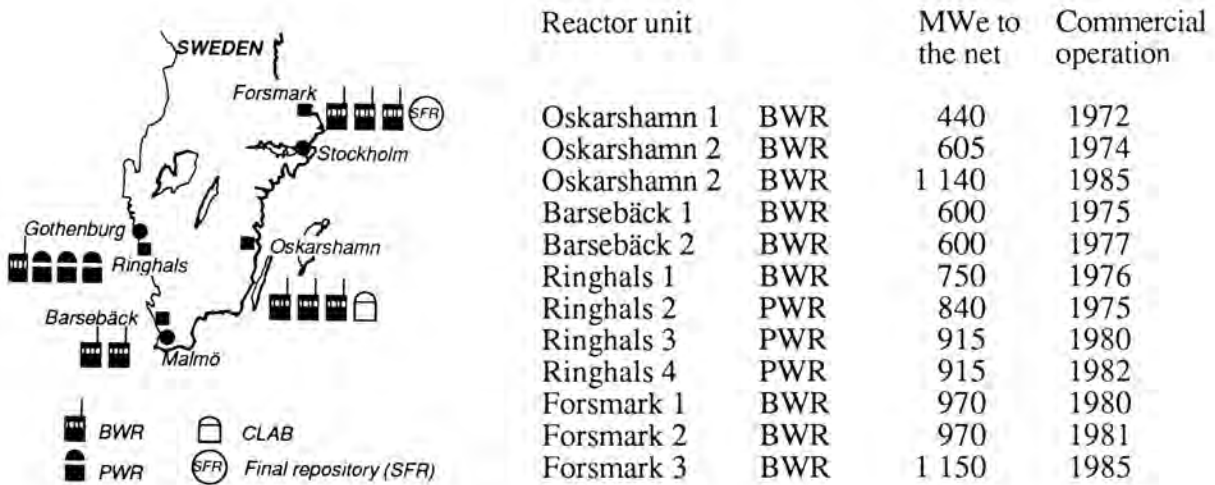 SWEDEN
Forsmark
SFR
Stockholm
Gothenburg
Oskarshamn
Ringhals
Barsebäck
Malmö
BWR
CLAB
PWR
SFR
Final repository (SFR)
Reactor unit MWe to Commercial
the net operation
Oskarshamn 1 BWR 440 1972
Oskarshamn 2 BWR 605 1974
Oskarshamn 2 BWR 1 140 1985
Barsebäck 1 BWR 600 1975
Barsebäck 2 BWR 600 1977
Ringhals 1 BWR 750 1976
Ringhals 2 PWR 840 1975
Ringhals 3 PWR 915 1980
Ringhals 4 PWR 915 1982
Forsmark 1 BWR 970 1980
Forsmark 2 BWR 970 1981
Forsmark 3 BWR 1 150 1985